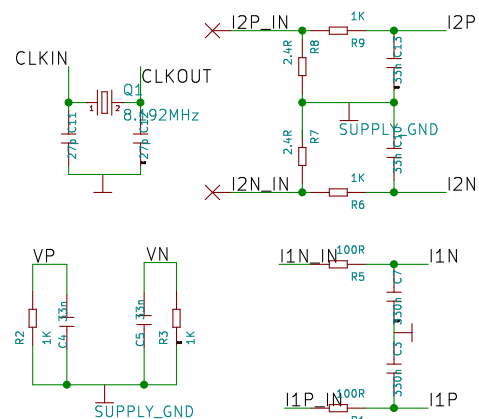 I2P_IN
1K
I2P
R9
R8
2.4R
C13
33n
CLKIN
CLKOUT
Q1
8.192MHz
1
2
C11
27p
C12
27p
SUPPLY_GND
2.4R
R7
C10
33n
I2N_IN
1K
I2N
R6
VP
VN
33n
C4
R2
1K
33n
C5
R3
1K
SUPPLY_GND
I1N_IN
100R
I1N
R5
C7
330n
C3
330n
I1P_IN
100R
I1P
R1